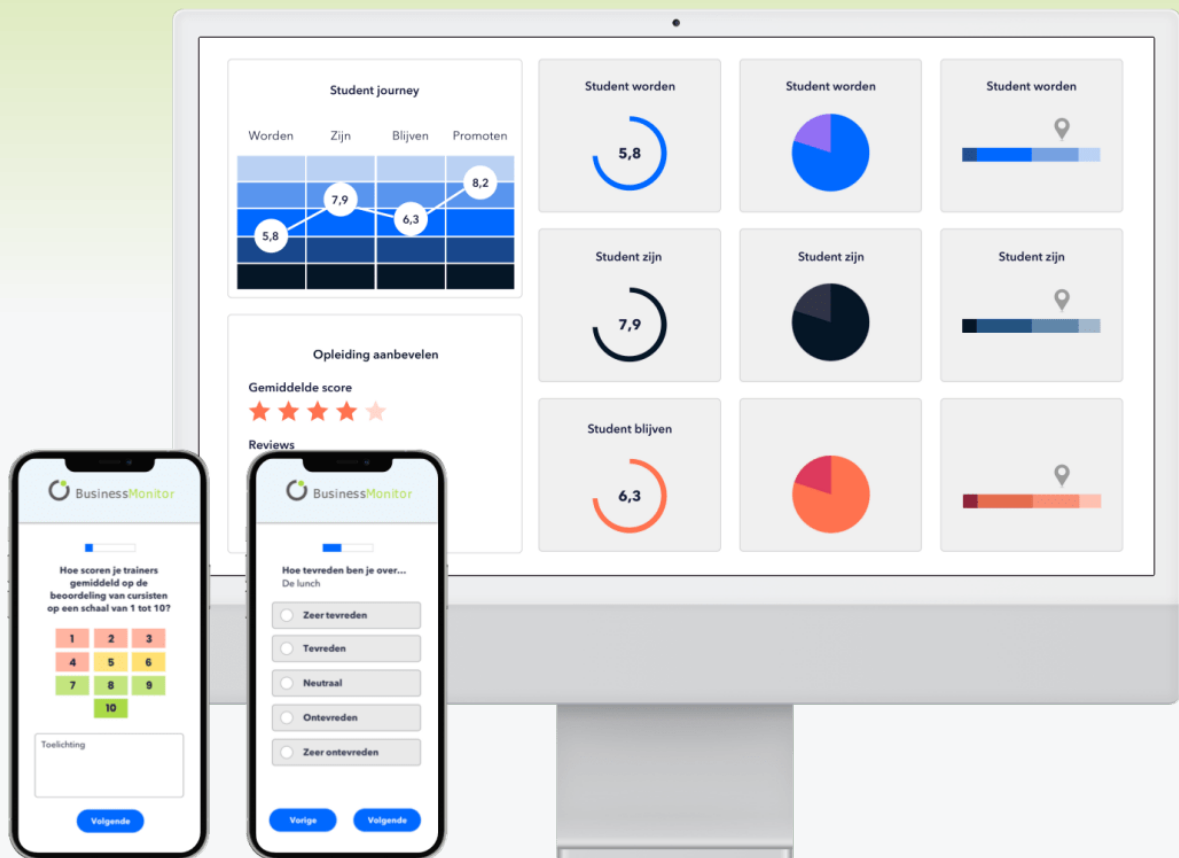 Student journey
Worden Zijn Blijven Promoten
5,8
7,9
6,3
8,2
Opleiding aanbevelen
Gemiddelde score
Reviews
Student worden
5,8
Student worden
Student worden
Student zijn
7,9
Student zijn
Student zijn
Student blijven
6,3
BusinessMonitor
Hoe scoren je trainers
gemiddeld op de
beoordeling van cursisten
op een schaal van 1 tot 10?
1 2 3
4 5 6
7 8 9
10
Toelichting
Volgende
BusinessMonitor
Hoe tevreden ben je over...
De lunch
Zeer tevreden
Tevreden
Neutraal
Ontevreden
Zeer ontevreden
Vorige Volgende